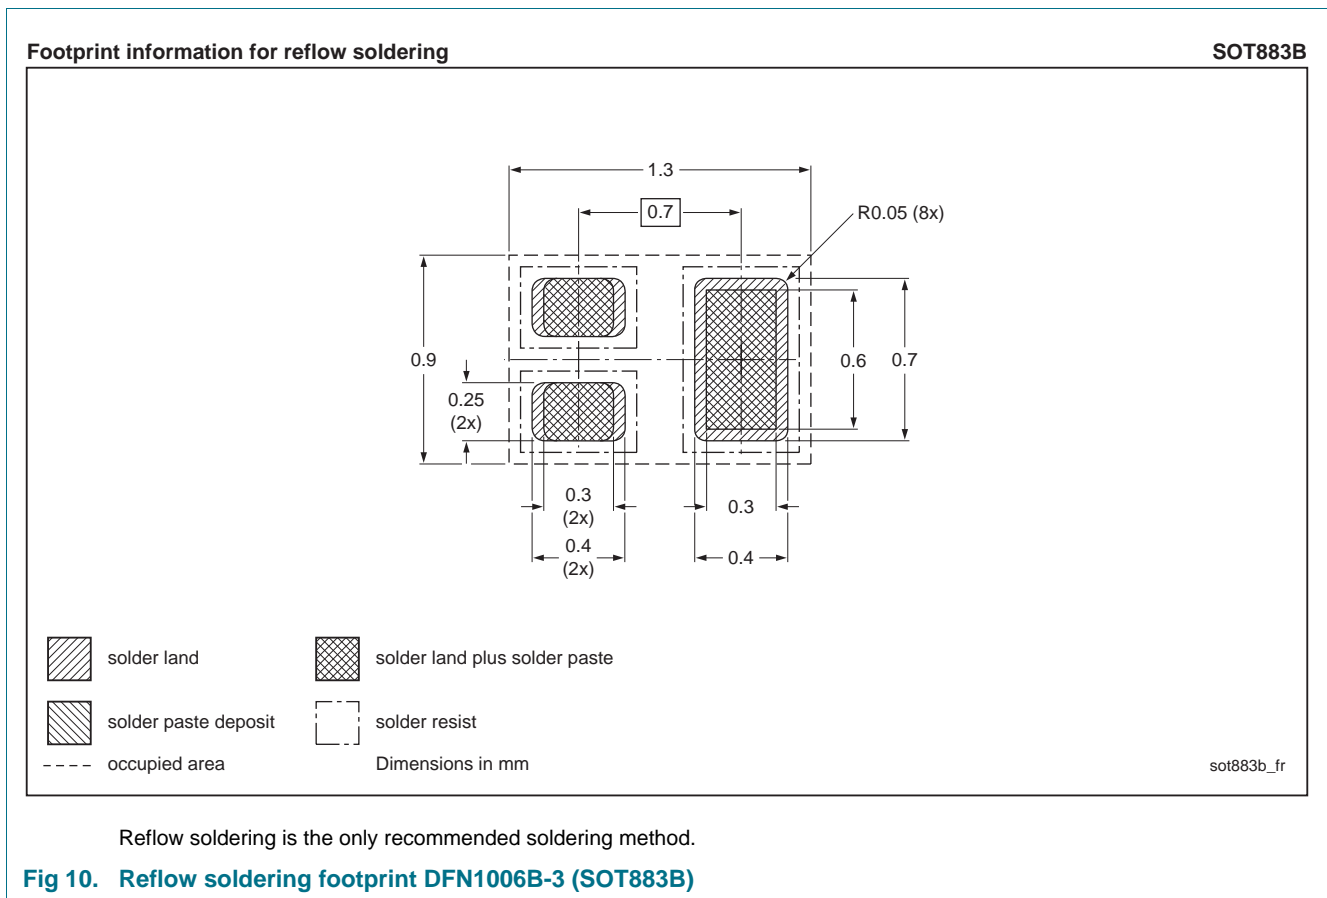 Footprint information for reflow soldering SOT883B
1.3
0.7
R0.05 (8x)
0.9
0.25
(2x)
0.6
0.7
0.3
(2x)
0.3
0.4
(2x)
0.4
solder land
solder land plus solder paste
solder paste deposit
solder resist
occupied area
Dimensions in mm
sot883b_fr
Reflow soldering is the only recommended soldering method.
Fig 10. Reflow soldering footprint DFN1006B-3 (SOT883B)